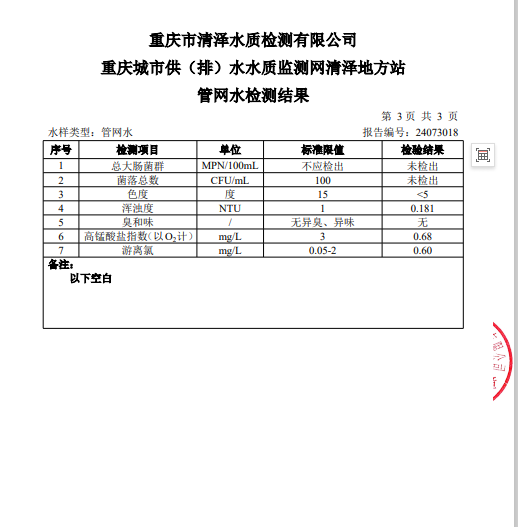 重庆市清泽水质检测有限公司
重庆城市供（排）水水质监测网清泽地方站
管网水检测结果
第 3 页 共 3 页
水样类型：管网水 报告编号：24073018
序号 检测项目 单位 标准限值 检验结果
1 总大肠菌群 MPN/100mL 不应检出 未检出
2 菌落总数 CFU/mL 100 未检出
3 色度 度 15 <5
4 浑浊度 NTU 1 0.181
5 臭和味 / 无异臭、异味 无
6 高锰酸盐指数(以O₂计) mg/L 3 0.68
7 游离氯 mg/L 0.05-2 0.60
备注：
以下空白
限公司